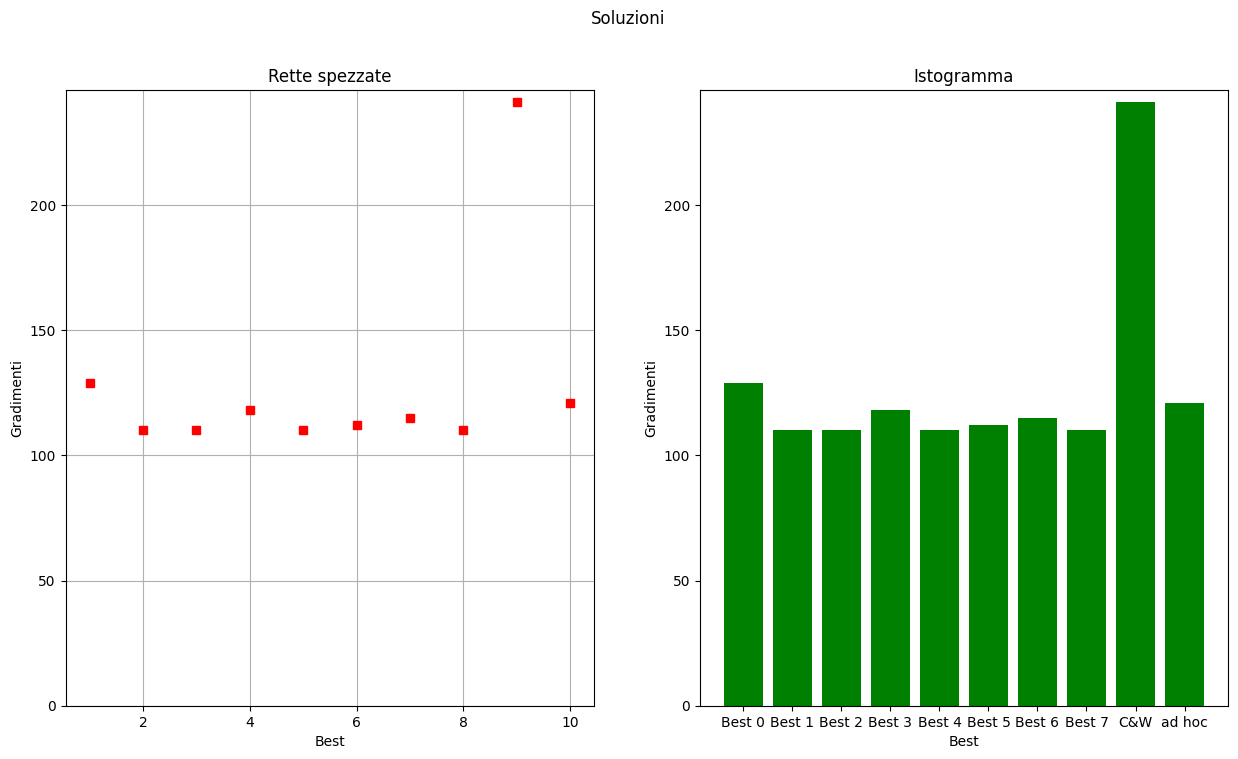 Soluzioni
Rette spezzate
Gradimenti
200
150
100
50
0
2 4 6 8 10
Best
Istogramma
Gradimenti
200
150
100
50
0
Best 0 Best 1 Best 2 Best 3 Best 4 Best 5 Best 6 Best 7 C&W ad hoc
Best